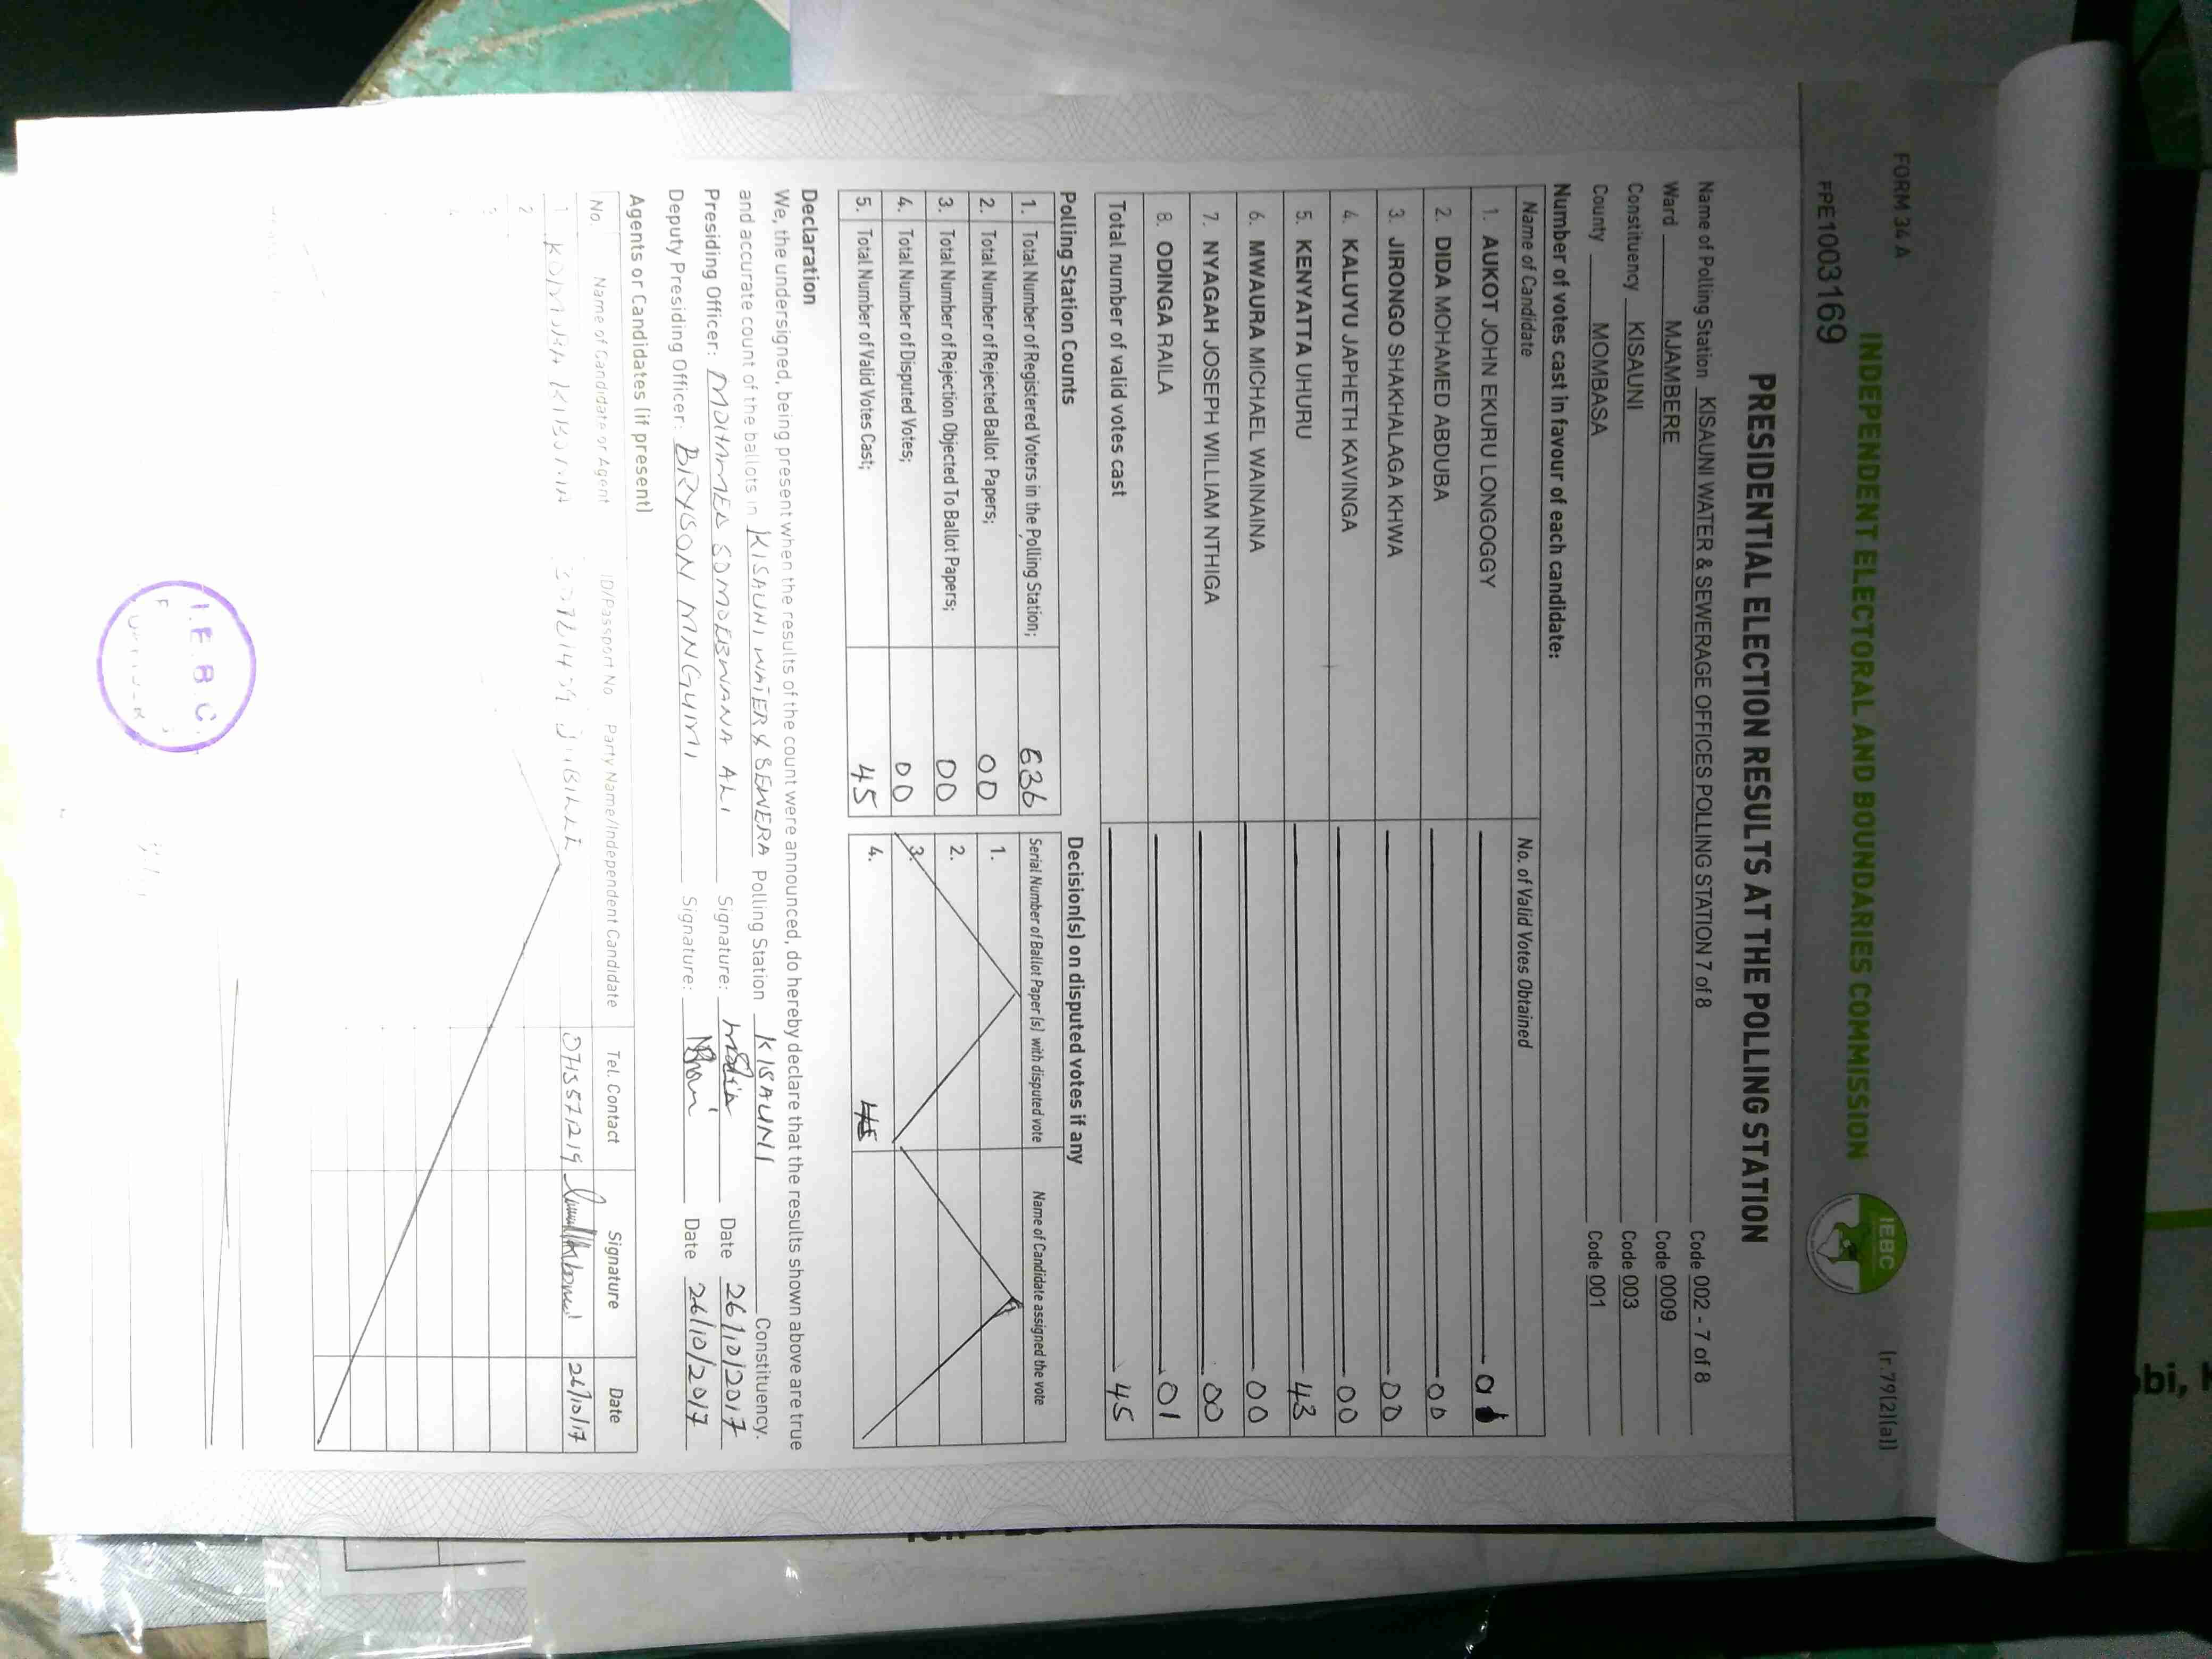 FORM 34 A
(r.79(2)(a))
INDEPENDENT ELECTORAL AND BOUNDARIES COMMISSION
IEBC
PPE1003169
PRESIDENTIAL ELECTION RESULTS AT THE POLLING STATION
Name of Polling Station KISAUNI WATER & SEWERAGE OFFICES POLLING STATION 7 of 8 Code 002 - 7 of 8
Ward MJAMBERE Code 0009
Constituency KISAUNI Code 003
County MOMBASA Code 001
Number of votes cast in favour of each candidate:
Name of Candidate No. of Valid Votes Obtained
1. AUKOT JOHN EKURU LONGOGGY 01
2. DIDA MOHAMED ABDUBA 00
3. JIRONGO SHAKHALAGA KHWA 00
4. KALUYU JAPHETH KAVINGA 00
5. KENYATTA UHURU 43
6. MWAURA MICHAEL WAINAINA 00
7. NYAGAH JOSEPH WILLIAM NTHIGA 00
8. ODINGA RAILA 01
Total number of valid votes cast 45
Polling Station Counts
1. Total Number of Registered Voters in the Polling Station; 636
2. Total Number of Rejected Ballot Papers; 00
3. Total Number of Rejection Objected To Ballot Papers; 00
4. Total Number of Disputed Votes; 00
5. Total Number of Valid Votes Cast; 45
Decision(s) on disputed votes if any
Serial Number of Ballot Paper (s) with disputed vote Name of Candidate assigned the vote
1.
2.
3.
4. 45
Declaration
We, the undersigned, being present when the results of the count were announced, do hereby declare that the results shown above are true
and accurate count of the ballots in KISAUNI WATER & SEWERA Polling Station KISAUNI Constituency.
Presiding Officer: MOHAMMED ALI Signature: Date 26/10/2017
Deputy Presiding Officer: BRYSON MNGUMI Signature: Date 26/10/2017
Agents or Candidates (if present)
No. Name of Candidate or Agent ID/Passport No Party Name/Independent Candidate Tel. Contact Signature Date
1 JUBILEE 0713571219 26/10/17
2
I.E.B.C.
obi,